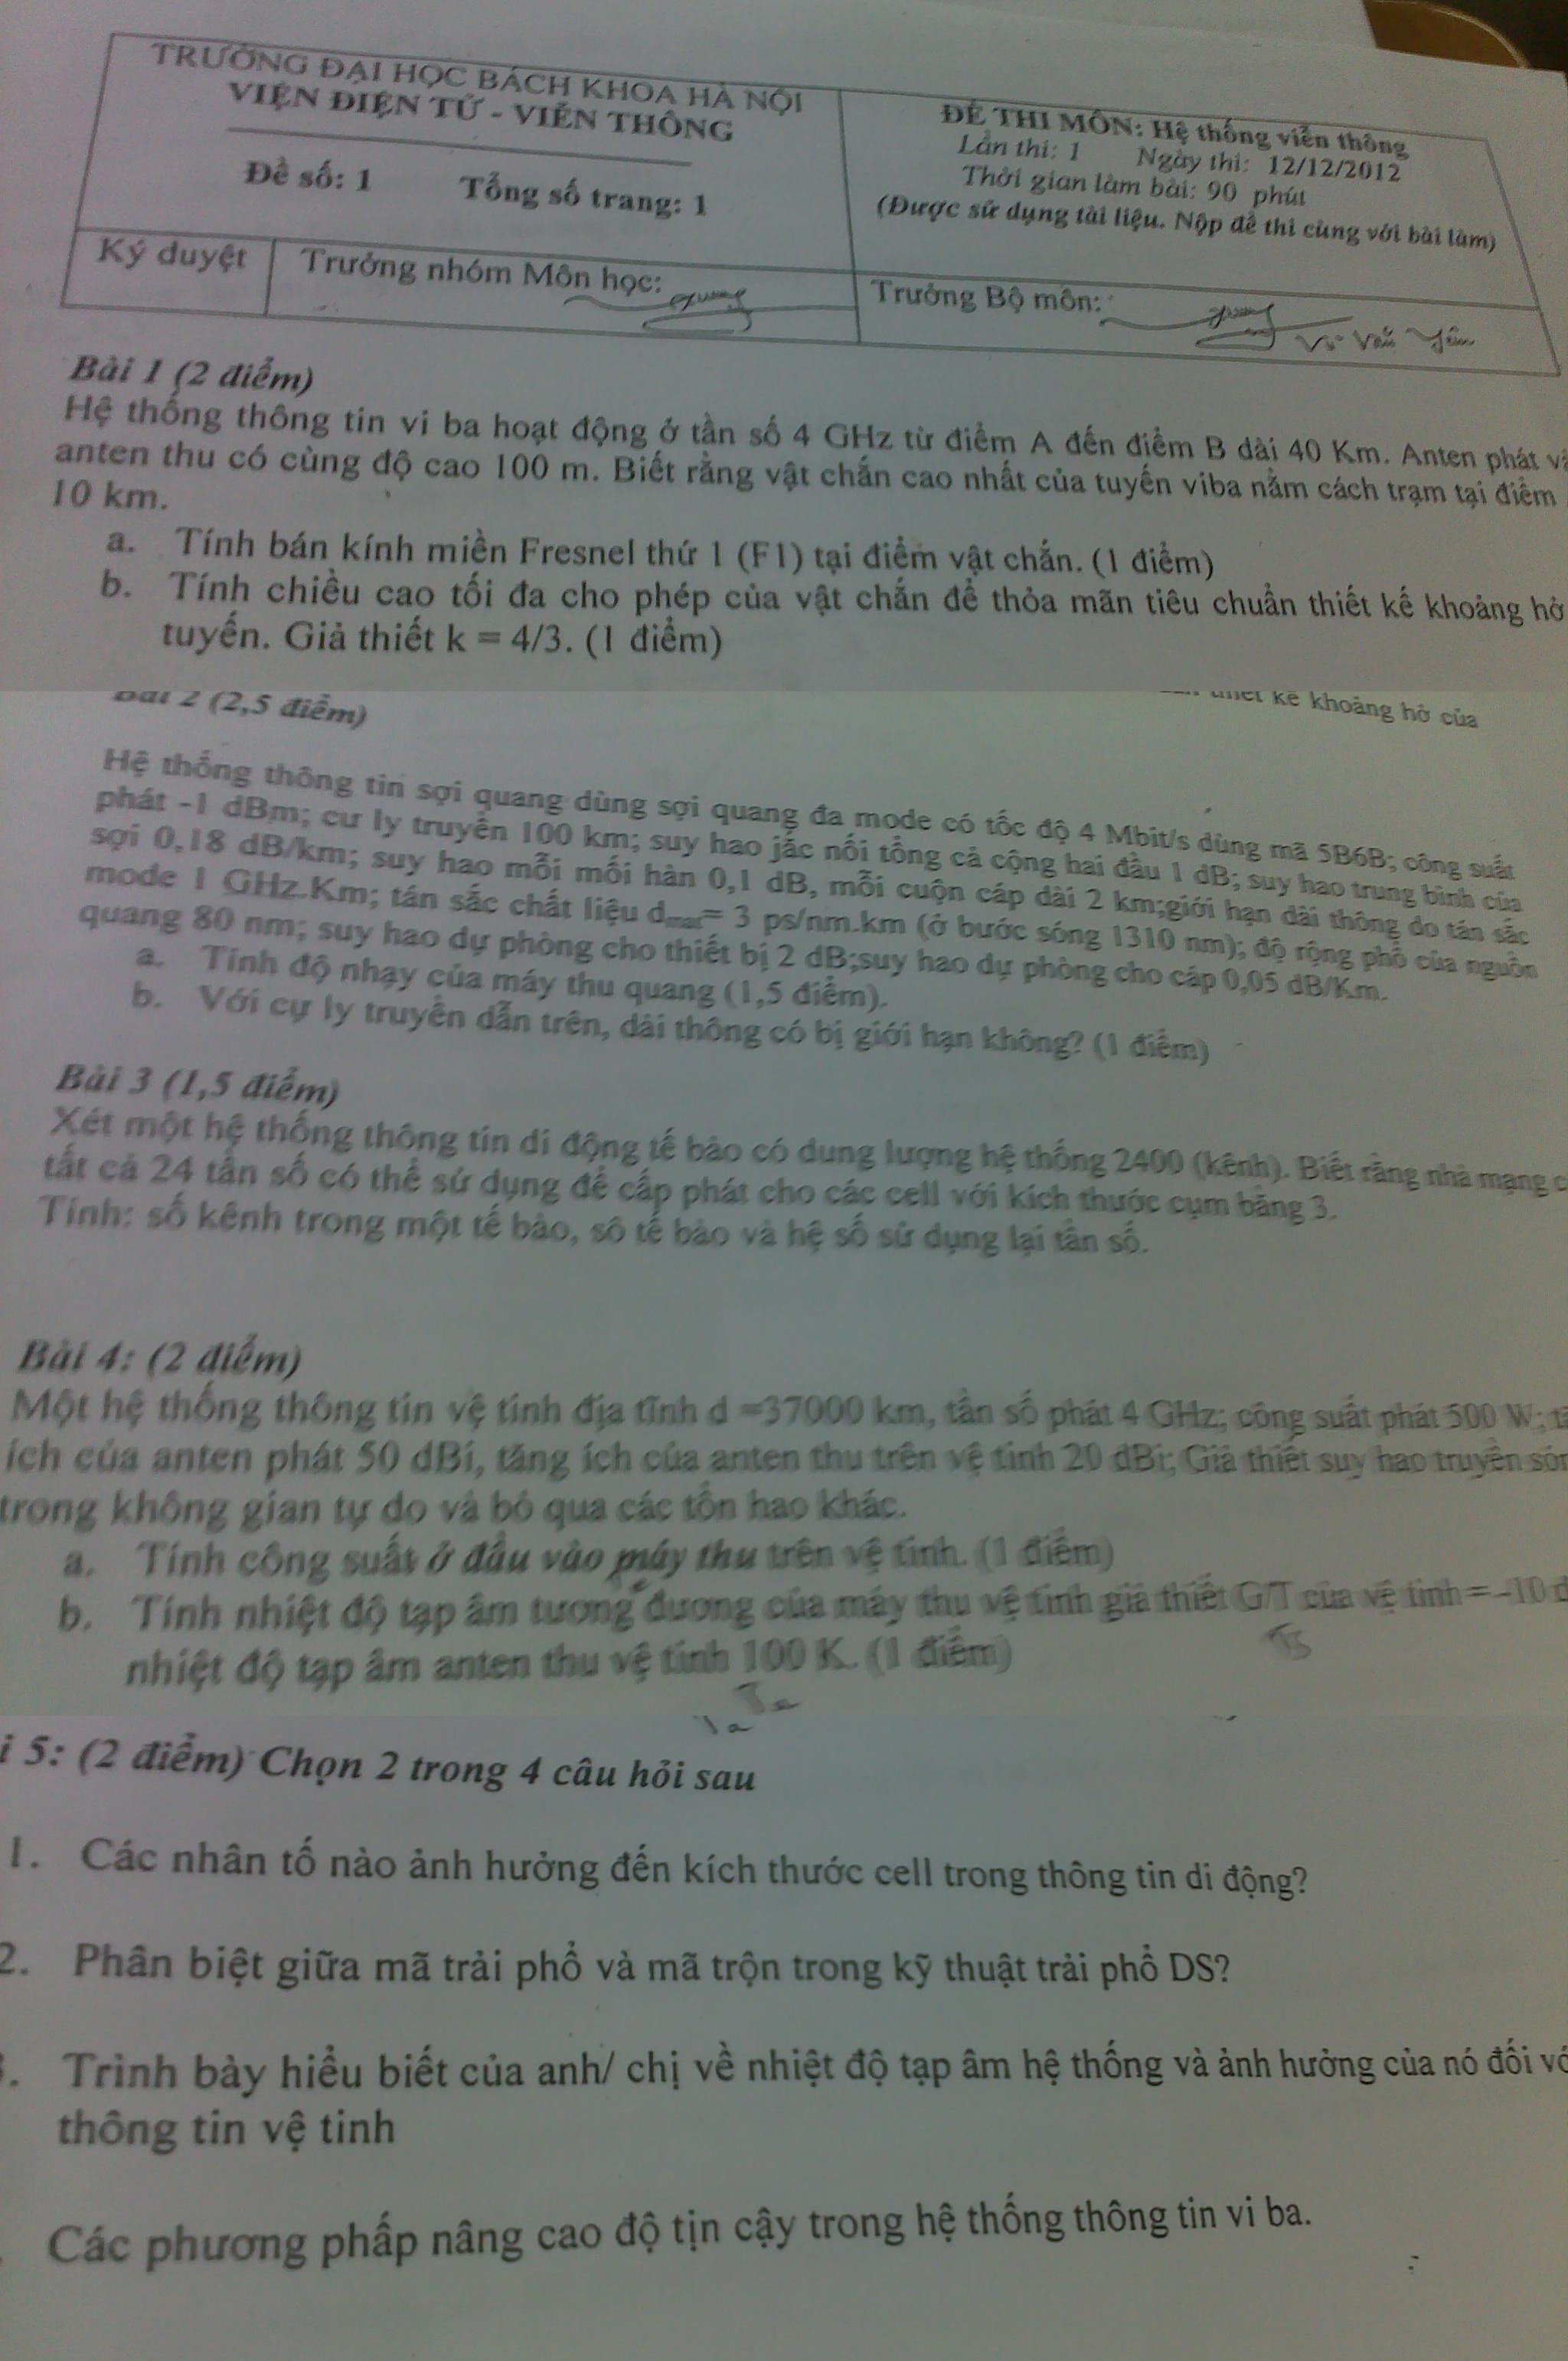 TRƯỜNG ĐẠI HỌC BÁCH KHOA HÀ NỘI
VIỆN ĐIỆN TỬ - VIỄN THÔNG
Đề số: 1 Tổng số trang: 1
ĐỀ THI MÔN: Hệ thống viễn thông
Lần thi: 1 Ngày thi: 12/12/2012
Thời gian làm bài: 90 phút
(Được sử dụng tài liệu. Nộp đề thi cùng với bài làm)
Ký duyệt Trưởng nhóm Môn học: Trưởng Bộ môn:
Vũ Văn Yêm
Bài 1 (2 điểm)
Hệ thống thông tin vi ba hoạt động ở tần số 4 GHz từ điểm A đến điểm B dài 40 Km. Anten phát và
anten thu có cùng độ cao 100 m. Biết rằng vật chắn cao nhất của tuyến viba nằm cách trạm tại điểm
10 km.
a. Tính bán kính miền Fresnel thứ 1 (F1) tại điểm vật chắn. (1 điểm)
b. Tính chiều cao tối đa cho phép của vật chắn để thỏa mãn tiêu chuẩn thiết kế khoảng hở
tuyến. Giả thiết k = 4/3. (1 điểm)
thiết kế khoảng hở của
Bài 2 (2,5 điểm)
Hệ thống thông tin sợi quang dùng sợi quang đa mode có tốc độ 4 Mbit/s dùng mã 5B6B; công suất
phát -1 dBm; cư ly truyền 100 km; suy hao jắc nối tổng cả cộng hai đầu 1 dB; suy hao trung bình của
sợi 0,18 dB/km; suy hao mỗi mối hàn 0,1 dB, mỗi cuộn cáp dài 2 km;giới hạn dải thông do tán sắc
mode 1 GHz.Km; tán sắc chất liệu dmat= 3 ps/nm.km (ở bước sóng 1310 nm); độ rộng phổ của nguồn
quang 80 nm; suy hao dự phòng cho thiết bị 2 dB;suy hao dự phòng cho cáp 0,05 dB/Km.
a. Tính độ nhạy của máy thu quang (1,5 điểm).
b. Với cự ly truyền dẫn trên, dải thông có bị giới hạn không? (1 điểm)
Bài 3 (1,5 điểm)
Xét một hệ thống thông tin di động tế bào có dung lượng hệ thống 2400 (kênh). Biết rằng nhà mạng
tất cả 24 tần số có thể sử dụng để cấp phát cho các cell với kích thước cụm bằng 3.
Tính: số kênh trong một tế bào, số tế bào và hệ số sử dụng lại tần số.
Bài 4: (2 điểm)
Một hệ thống thông tin vệ tinh địa tĩnh d =37000 km, tần số phát 4 GHz; công suất phát 500 W;
ích của anten phát 50 dBi, tăng ích của anten thu trên vệ tinh 20 dBi; Giả thiết suy hao truyền
trong không gian tự do và bỏ qua các tổn hao khác.
a. Tính công suất ở đầu vào máy thu trên vệ tinh. (1 điểm)
b. Tính nhiệt độ tạp âm tương đương của máy thu vệ tinh giả thiết G/T của vệ tinh = -10
nhiệt độ tạp âm anten thu vệ tinh 100 K. (1 điểm)
Ts
Ta Te
i 5: (2 điểm) Chọn 2 trong 4 câu hỏi sau
1. Các nhân tố nào ảnh hưởng đến kích thước cell trong thông tin di động?
2. Phân biệt giữa mã trải phổ và mã trộn trong kỹ thuật trải phổ DS?
. Trình bày hiểu biết của anh/ chị về nhiệt độ tạp âm hệ thống và ảnh hưởng của nó đối
thông tin vệ tinh
Các phương phấp nâng cao độ tịn cậy trong hệ thống thông tin vi ba.